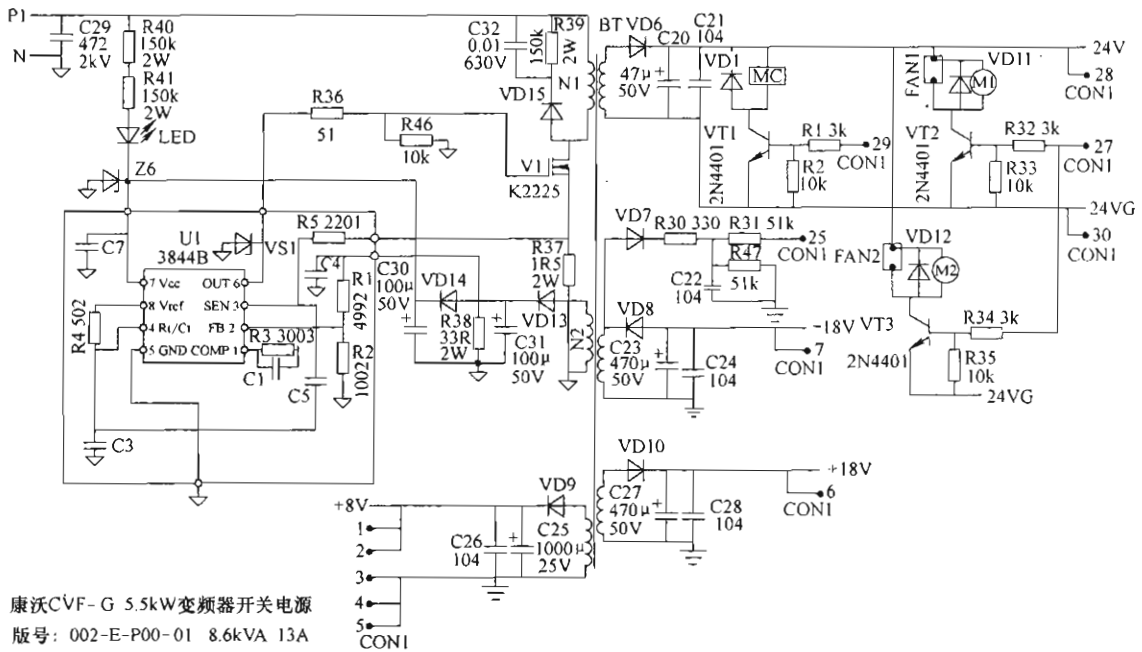 P1
N
C29
472
2kV
R40
150k
2W
R41
150k
2W
LED
Z6
C7
U1
3844B
VS1
7 Vcc OUT 6
8 Vref SEN 3
4 Rt/Ct FB 2
5 GND COMP 1
R4 502
R3 3003
C1
C3
C5
C4
R5 2201
R1
4992
R2
1002
R36
51
R46
10k
C32
0.01
630V
150k
R39
2W
N1
VD15
V1
K2225
R37
1R5
2W
C30
100μ
50V
VD14
R38
33R
2W
VD13
C31
100μ
50V
N2
BT
VD6
C20
47μ
50V
C21
104
VD1
MC
VT1
2N4401
R1 3k
29
CON1
R2
10k
FAN1
VD11
M1
24V
28
CON1
VT2
2N4401
R32 3k
27
CON1
R33
10k
24VG
30
CON1
VD7
R30 330
R31 51k
25
CON1
R47
51k
C22
104
FAN2
VD12
M2
VT3
2N4401
R34 3k
R35
10k
24VG
VD8
-18V
C23
470μ
50V
C24
104
7
CON1
VD10
+18V
C27
470μ
50V
C28
104
6
CON1
VD9
+8V
C25
1000μ
25V
C26
104
1
2
3
4
5
CON1
康沃CVF-G 5.5kW变频器开关电源
版号: 002-E-P00-01 8.6kVA 13A